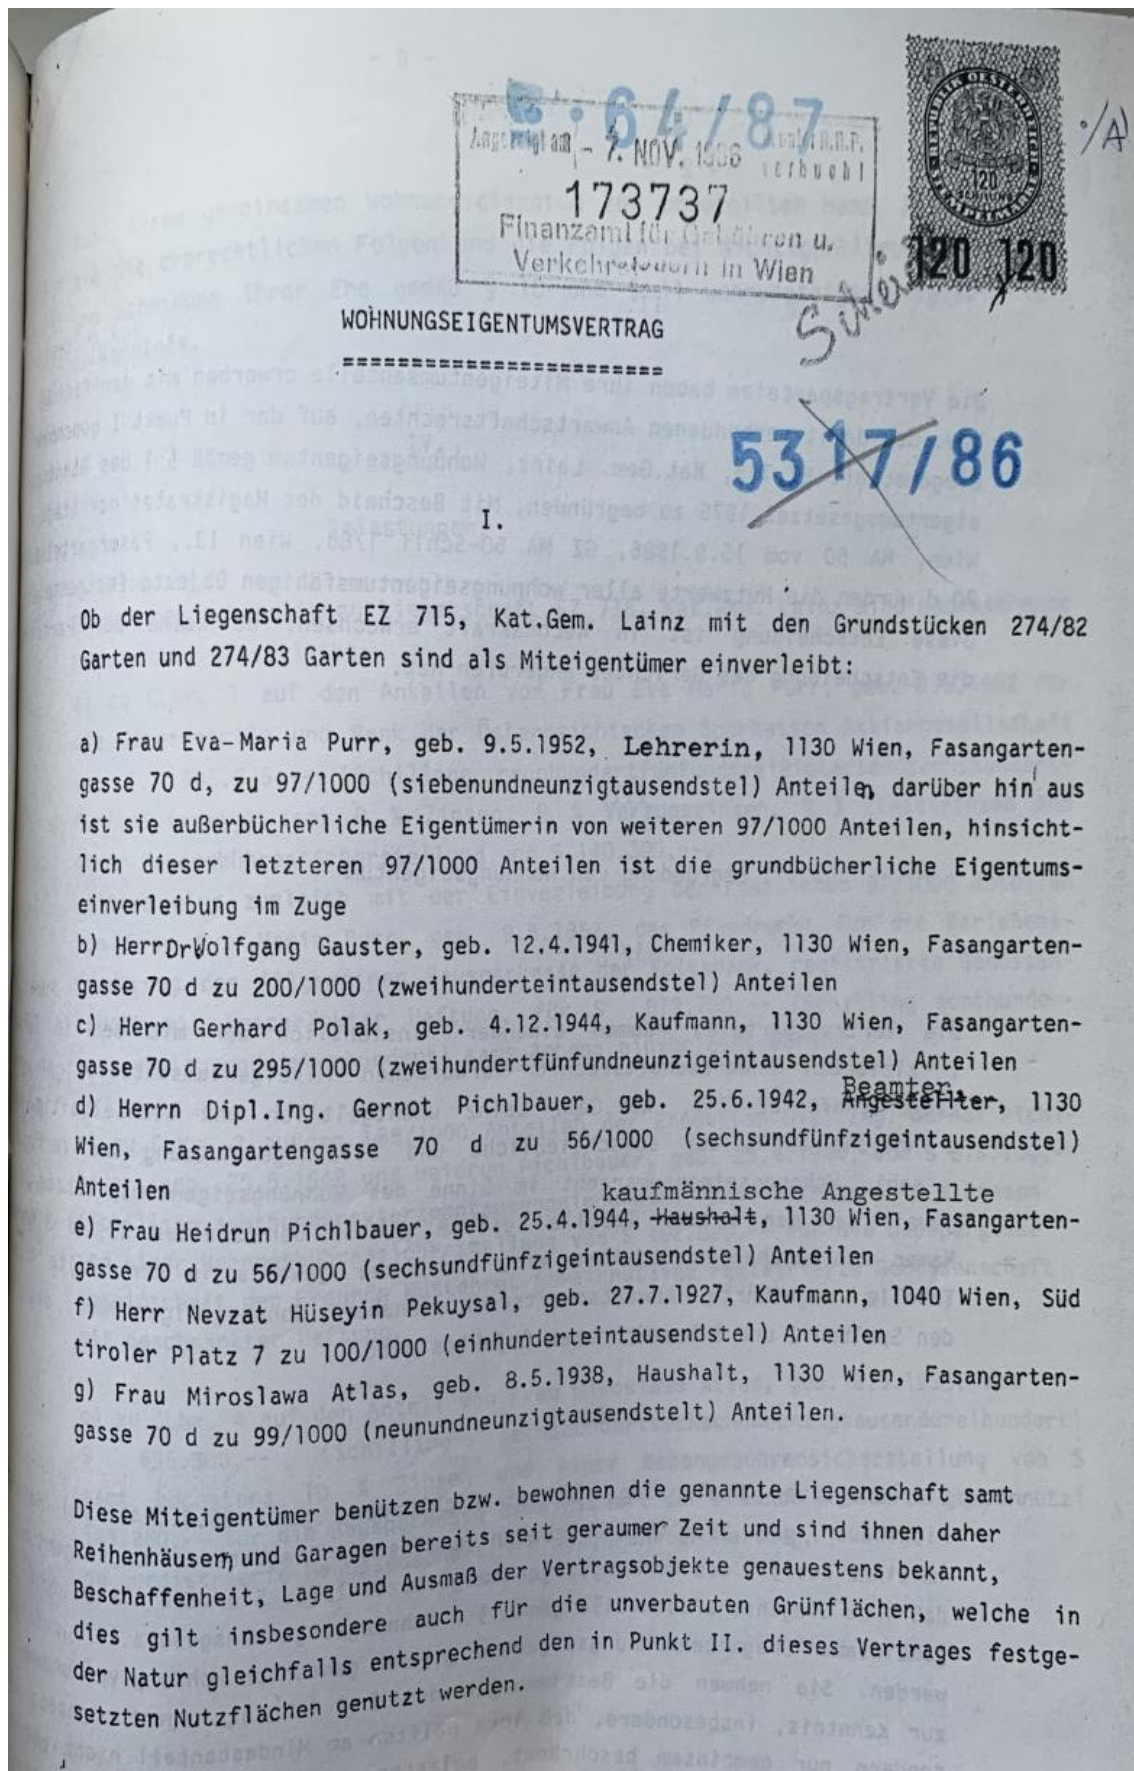 E.64/87
Angezeigt am - 7. NOV. 1986
verbucht
173737
Finanzamt für Gebühren u.
Verkehrsteuern in Wien
REPUBLIK OESTERREICH
120
SCHILLING
STEMPELMARKE
120 120
·/A
WOHNUNGSEIGENTUMSVERTRAG
========================
5317/86
I.
Ob der Liegenschaft EZ 715, Kat.Gem. Lainz mit den Grundstücken 274/82
Garten und 274/83 Garten sind als Miteigentümer einverleibt:
a) Frau Eva-Maria Purr, geb. 9.5.1952, Lehrerin, 1130 Wien, Fasangarten-
gasse 70 d, zu 97/1000 (siebenundneunzigtausendstel) Anteilen, darüber hin aus
ist sie außerbücherliche Eigentümerin von weiteren 97/1000 Anteilen, hinsicht-
lich dieser letzteren 97/1000 Anteilen ist die grundbücherliche Eigentums-
einverleibung im Zuge
b) Herr Dr Wolfgang Gauster, geb. 12.4.1941, Chemiker, 1130 Wien, Fasangarten-
gasse 70 d zu 200/1000 (zweihunderteintausendstel) Anteilen
c) Herr Gerhard Polak, geb. 4.12.1944, Kaufmann, 1130 Wien, Fasangarten-
gasse 70 d zu 295/1000 (zweihundertfünfundneunzigeintausendstel) Anteilen
Beamter,
d) Herrn Dipl.Ing. Gernot Pichlbauer, geb. 25.6.1942, Angestellter, 1130
Wien, Fasangartengasse 70 d zu 56/1000 (sechsundfünfzigeintausendstel)
Anteilen
kaufmännische Angestellte
e) Frau Heidrun Pichlbauer, geb. 25.4.1944, Haushalt, 1130 Wien, Fasangarten-
gasse 70 d zu 56/1000 (sechsundfünfzigeintausendstel) Anteilen
f) Herr Nevzat Hüseyin Pekuysal, geb. 27.7.1927, Kaufmann, 1040 Wien, Süd
tiroler Platz 7 zu 100/1000 (einhunderteintausendstel) Anteilen
g) Frau Miroslawa Atlas, geb. 8.5.1938, Haushalt, 1130 Wien, Fasangarten-
gasse 70 d zu 99/1000 (neunundneunzigtausendstelt) Anteilen.
Diese Miteigentümer benützen bzw. bewohnen die genannte Liegenschaft samt
Reihenhäusern und Garagen bereits seit geraumer Zeit und sind ihnen daher
Beschaffenheit, Lage und Ausmaß der Vertragsobjekte genauestens bekannt,
dies gilt insbesondere auch für die unverbauten Grünflächen, welche in
der Natur gleichfalls entsprechend den in Punkt II. dieses Vertrages festge-
setzten Nutzflächen genutzt werden.